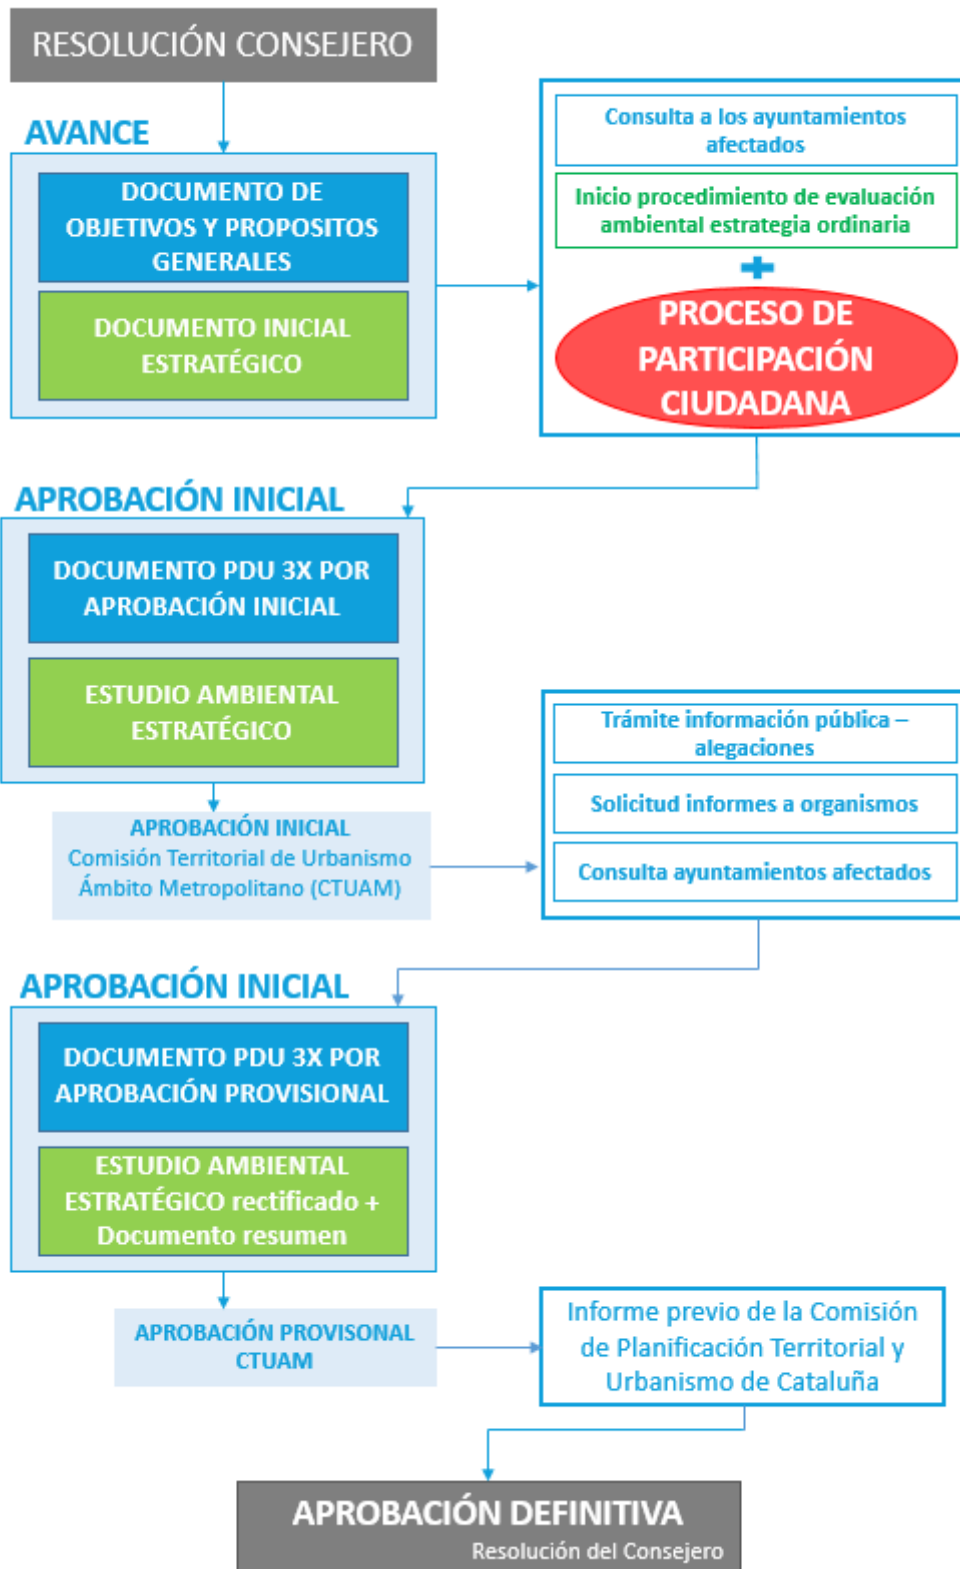 RESOLUCIÓN CONSEJERO
AVANCE
DOCUMENTO DE
OBJETIVOS Y PROPOSITOS
GENERALES
DOCUMENTO INICIAL
ESTRATÉGICO
Consulta a los ayuntamientos
afectados
Inicio procedimiento de evaluación
ambiental estrategia ordinaria
+
PROCESO DE
PARTICIPACIÓN
CIUDADANA
APROBACIÓN INICIAL
DOCUMENTO PDU 3X POR
APROBACIÓN INICIAL
ESTUDIO AMBIENTAL
ESTRATÉGICO
APROBACIÓN INICIAL
Comisión Territorial de Urbanismo
Ámbito Metropolitano (CTUAM)
Trámite información pública –
alegaciones
Solicitud informes a organismos
Consulta ayuntamientos afectados
APROBACIÓN INICIAL
DOCUMENTO PDU 3X POR
APROBACIÓN PROVISIONAL
ESTUDIO AMBIENTAL
ESTRATÉGICO rectificado +
Documento resumen
APROBACIÓN PROVISONAL
CTUAM
Informe previo de la Comisión
de Planificación Territorial y
Urbanismo de Cataluña
APROBACIÓN DEFINITIVA
Resolución del Consejero